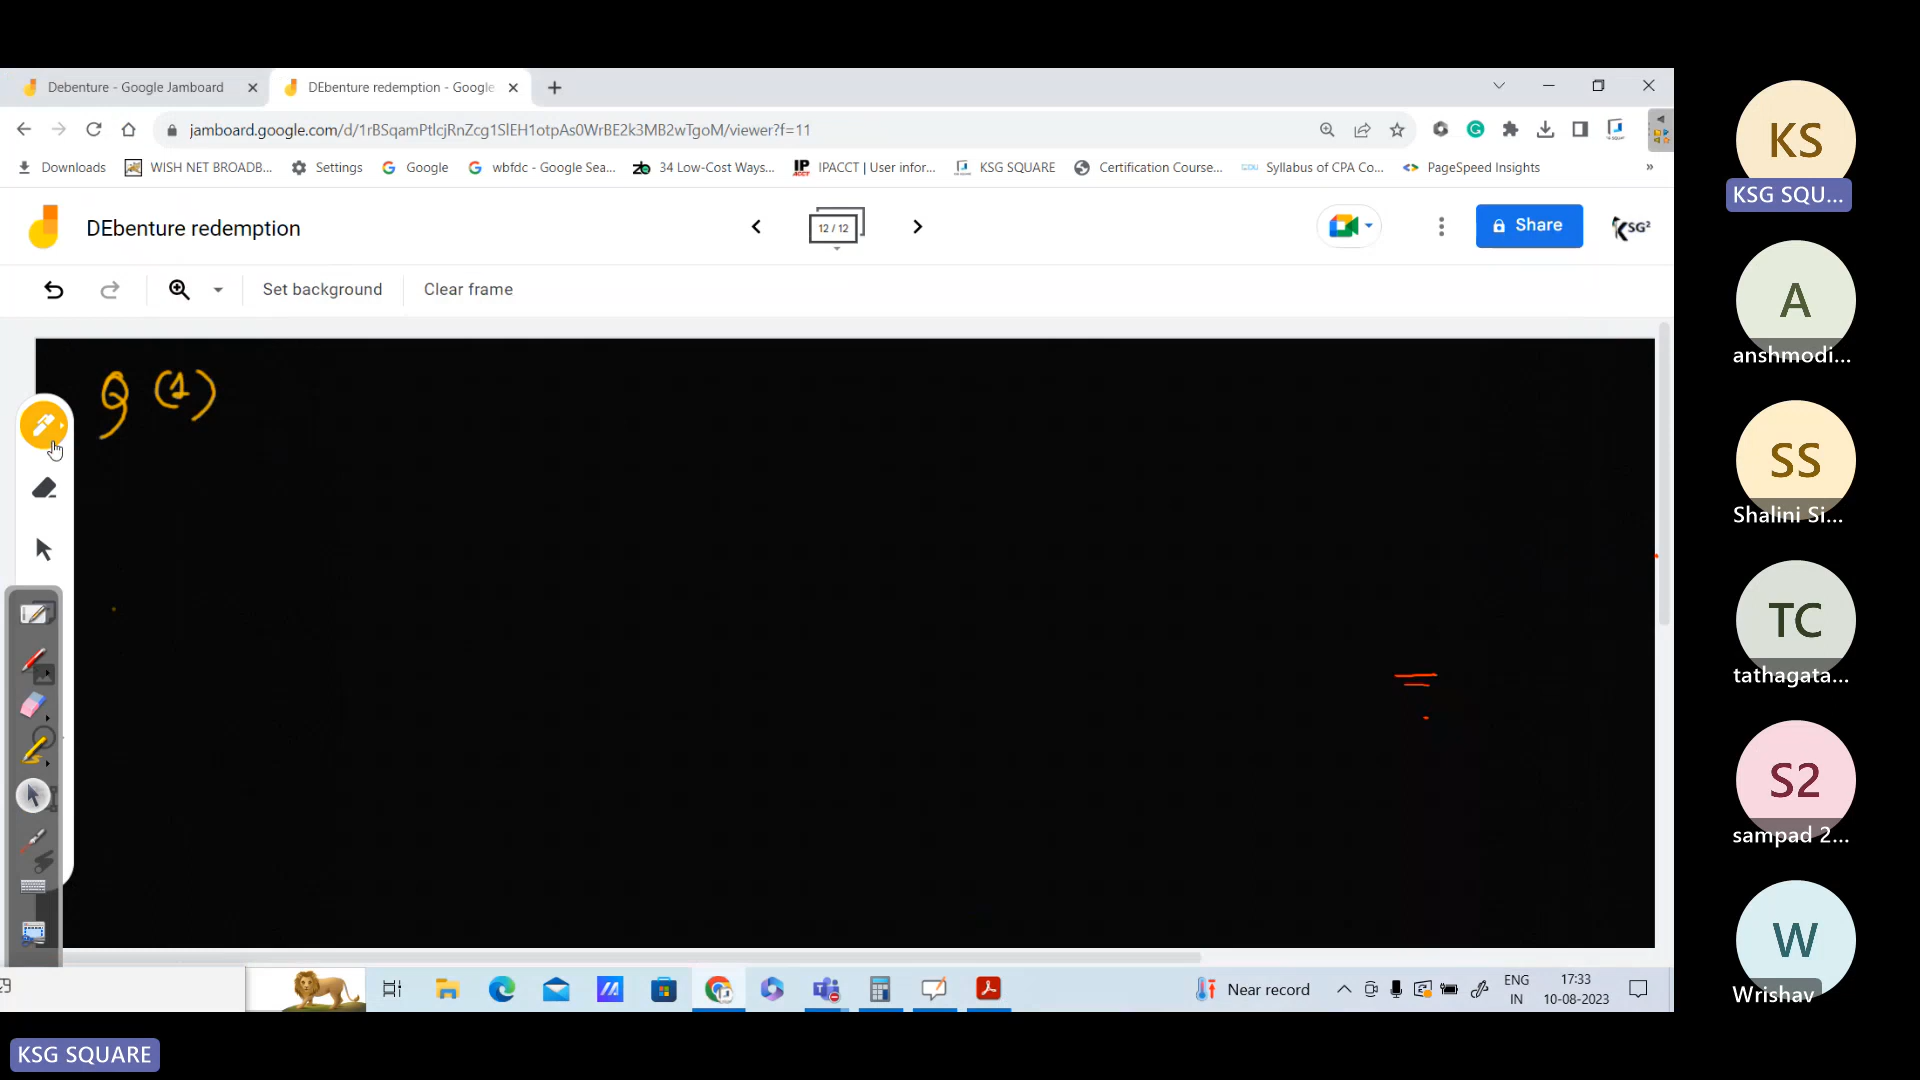 Debenture - Google Jamboard
DEbenture redemption - Google
jamboard.google.com/d/1rBSqamPtlcjRnZcg1SlEH1otpAs0WrBE2k3MB2wTgoM/viewer?f=11
Downloads
WISH NET BROADB...
Settings
Google
wbfdc - Google Sea...
34 Low-Cost Ways...
IPACCT | User infor...
KSG SQUARE
Certification Course...
Syllabus of CPA Co...
PageSpeed Insights
»
DEbenture redemption
12 / 12
Share
KSG²
Set background
Clear frame
Q (1)
Near record
ENG
IN
17:33
10-08-2023
KS
KSG SQU...
A
anshmodi...
SS
Shalini Si...
TC
tathagata...
S2
sampad 2...
W
Wrishav
KSG SQUARE